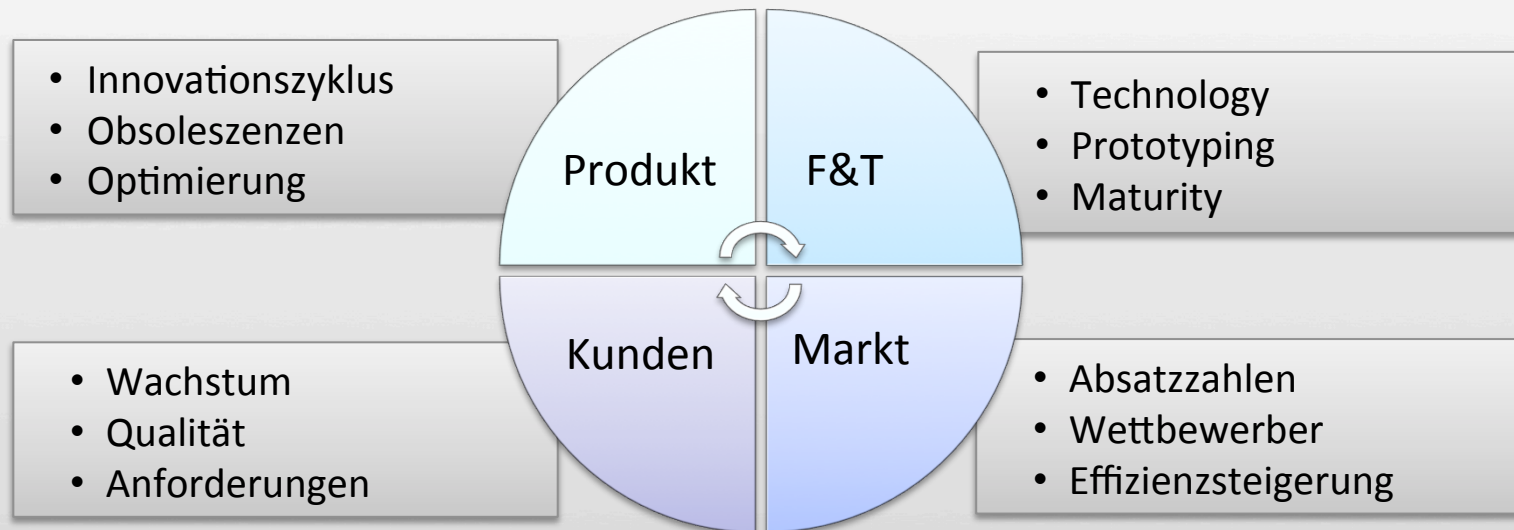 • Innovationszyklus
• Obsoleszenzen
• Optimierung
Produkt
F&T
• Technology
• Prototyping
• Maturity
Kunden
Markt
• Wachstum
• Qualität
• Anforderungen
• Absatzzahlen
• Wettbewerber
• Effizienzsteigerung